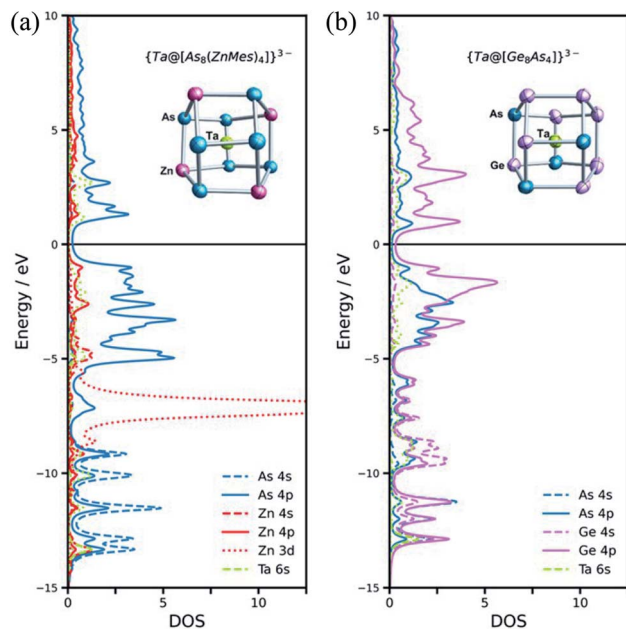 (a)
{Ta@[As₈(ZnMes)₄]}³⁻
As
Ta
Zn
Energy / eV
10
5
0
−5
−10
−15
As 4s
As 4p
Zn 4s
Zn 4p
Zn 3d
Ta 6s
0 5 10
DOS
(b)
{Ta@[Ge₈As₄]}³⁻
As
Ta
Ge
Energy / eV
10
5
0
−5
−10
−15
As 4s
As 4p
Ge 4s
Ge 4p
Ta 6s
0 5 10
DOS